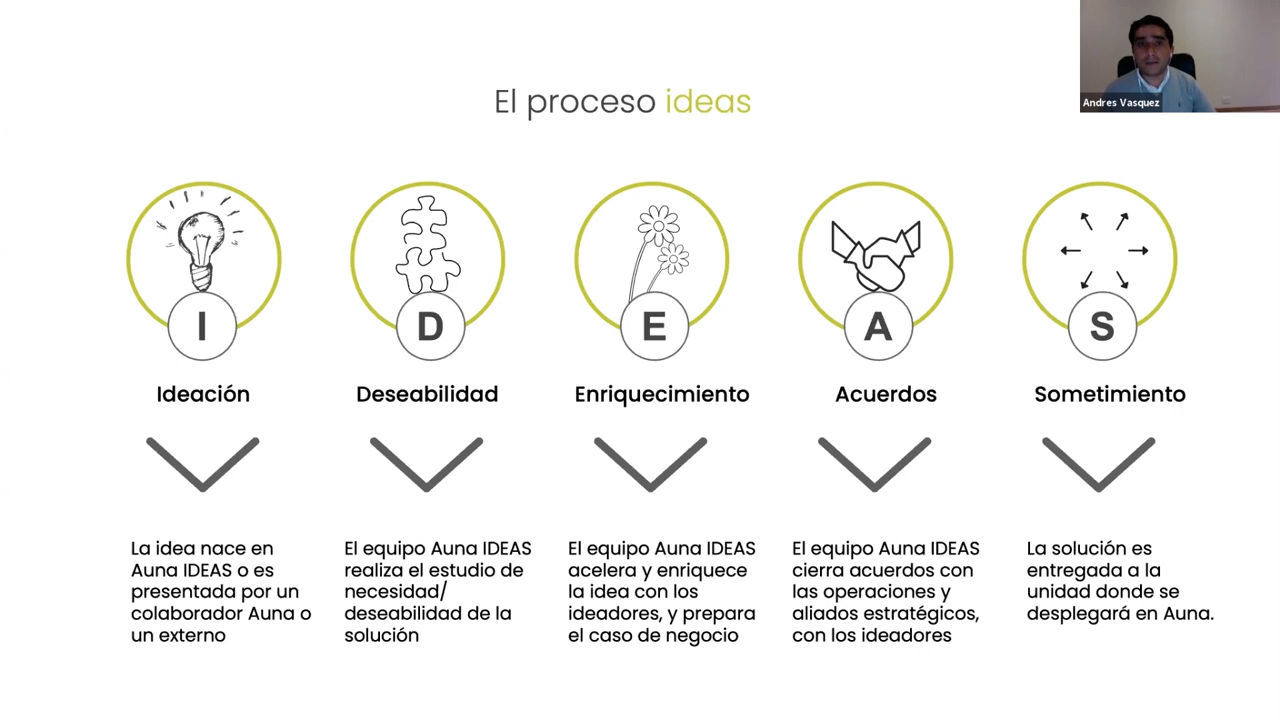 Andres Vasquez
El proceso ideas
I
D
E
A
S
Ideación
Deseabilidad
Enriquecimiento
Acuerdos
Sometimiento
La idea nace en
Auna IDEAS o es
presentada por un
colaborador Auna o
un externo
El equipo Auna IDEAS
realiza el estudio de
necesidad/
deseabilidad de la
solución
El equipo Auna IDEAS
acelera y enriquece
la idea con los
ideadores, y prepara
el caso de negocio
El equipo Auna IDEAS
cierra acuerdos con
las operaciones y
aliados estratégicos,
con los ideadores
La solución es
entregada a la
unidad donde se
desplegará en Auna.